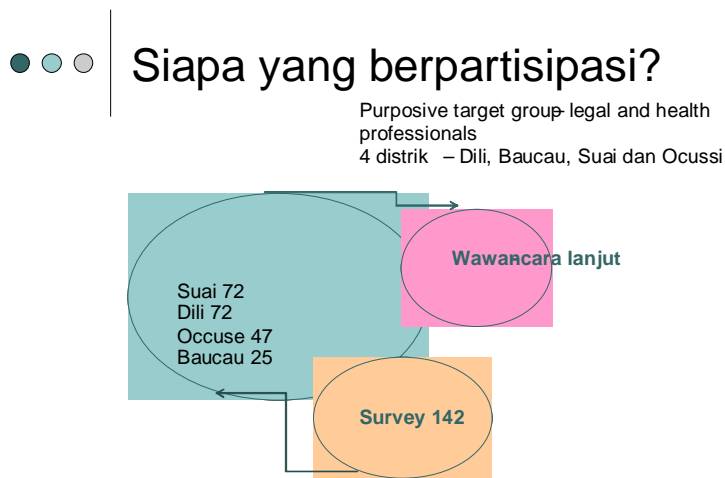 Siapa yang berpartisipasi?
Purposive target group– legal and health
professionals
4 distrik – Dili, Baucau, Suai dan Ocussi
Wawancara lanjut
Suai 72
Dili 72
Occuse 47
Baucau 25
Survey 142